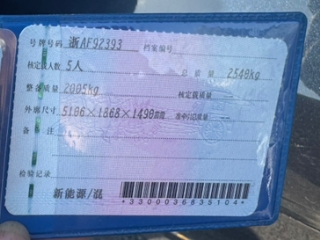 号牌号码 浙AF92393 档案编号
核定载人数 5人 总质量 2540kg
整备质量 2005kg 核定载质量 --
外廓尺寸 5186×1868×1490mm 准牵引总质量 --
备注
检验记录
新能源/混
*3300036635104*